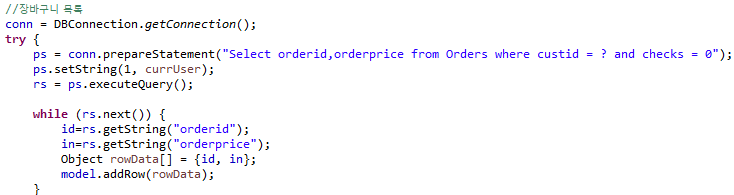 //장바구니 목록
conn = DBConnection.getConnection();
try {
    ps = conn.prepareStatement("Select orderid,orderprice from Orders where custid = ? and checks = 0");
    ps.setString(1, currUser);
    rs = ps.executeQuery();
    while (rs.next()) {
        id=rs.getString("orderid");
        in=rs.getString("orderprice");
        Object rowData[] = {id, in};
        model.addRow(rowData);
    }